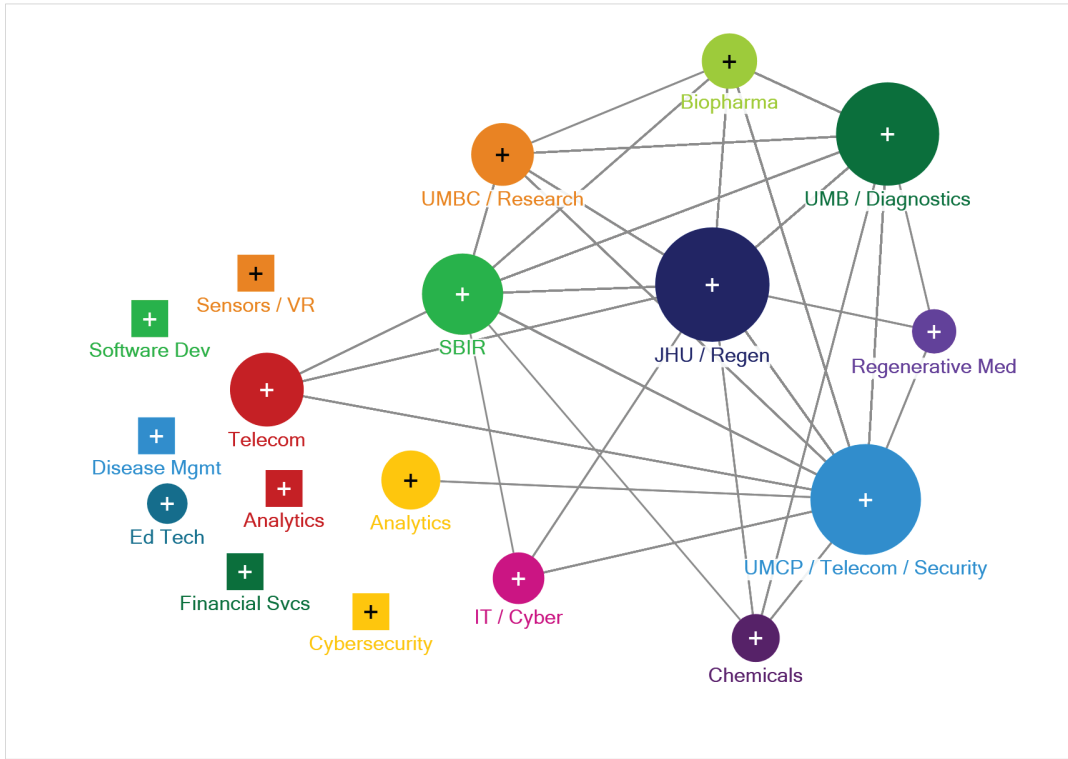 Biopharma
UMBC / Research
UMB / Diagnostics
Sensors / VR
Software Dev
SBIR
JHU / Regen
Regenerative Med
Telecom
Disease Mgmt
Analytics
Analytics
Ed Tech
UMCP / Telecom / Security
Financial Svcs
IT / Cyber
Cybersecurity
Chemicals